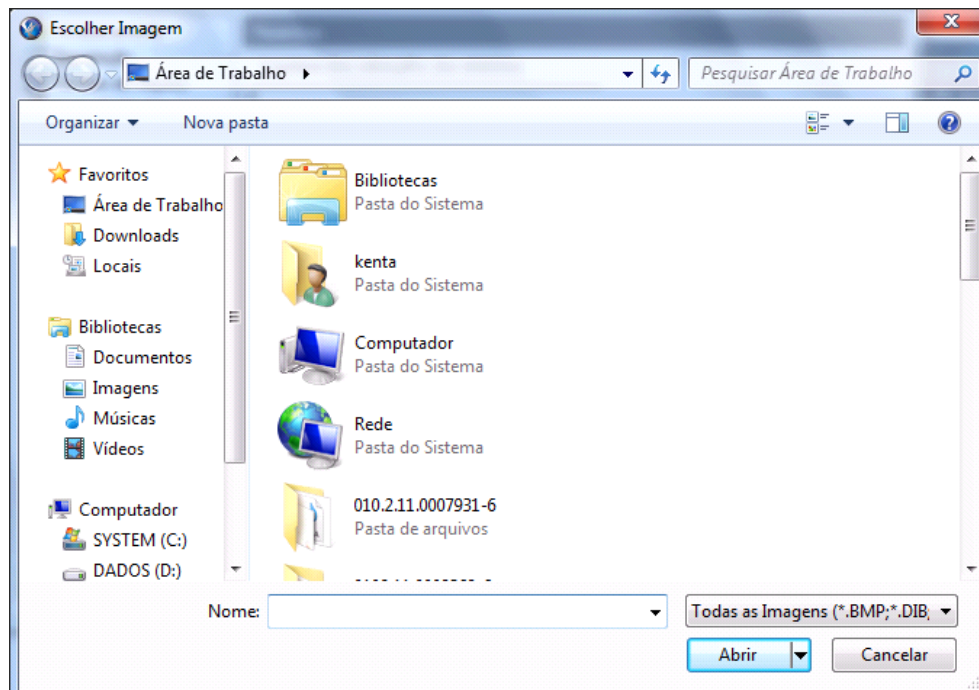 Escolher Imagem
Área de Trabalho
Pesquisar Área de Trabalho
Organizar
Nova pasta
Favoritos
Área de Trabalho
Downloads
Locais
Bibliotecas
Documentos
Imagens
Músicas
Vídeos
Computador
SYSTEM (C:)
DADOS (D:)
Bibliotecas
Pasta do Sistema
kenta
Pasta do Sistema
Computador
Pasta do Sistema
Rede
Pasta do Sistema
010.2.11.0007931-6
Pasta de arquivos
Nome:
Todas as Imagens (*.BMP;*.DIB;
Abrir
Cancelar